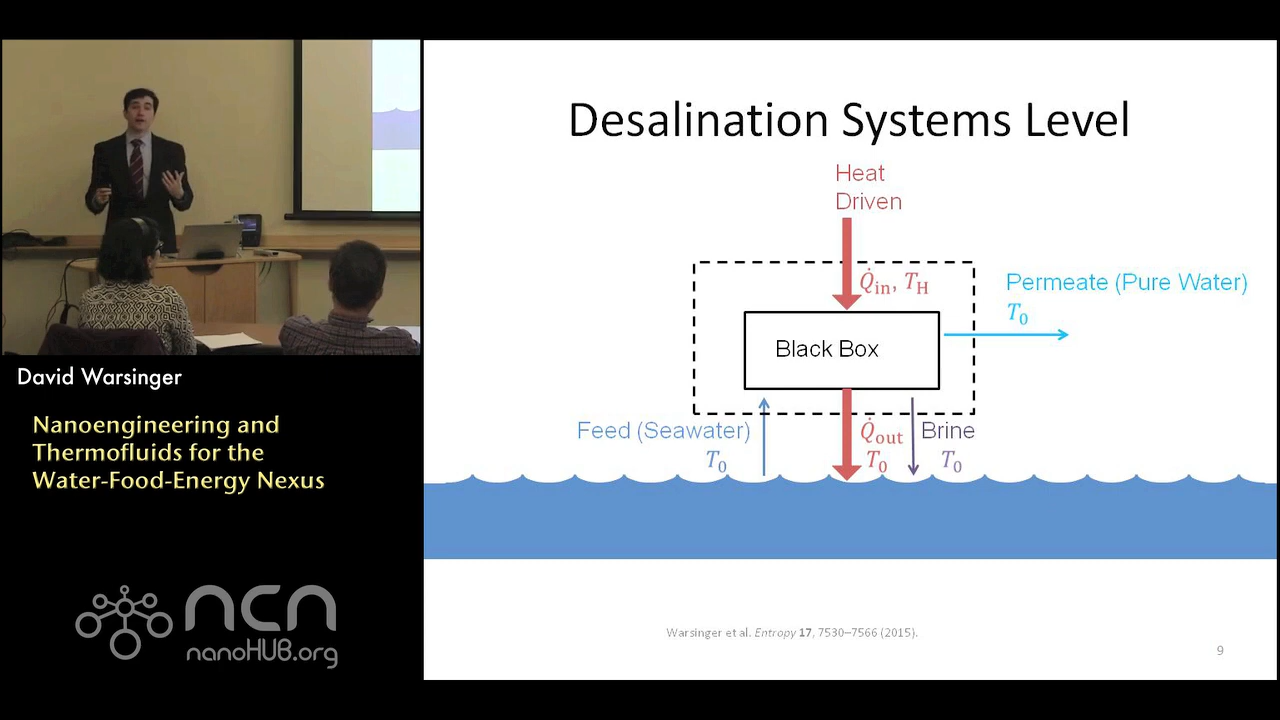 David Warsinger
Nanoengineering and
Thermofluids for the
Water-Food-Energy Nexus
ncn
nanoHUB.org
Desalination Systems Level
Heat
Driven
Q̇in, TH
Permeate (Pure Water)
T0
Black Box
Feed (Seawater)
T0
Q̇out
T0
Brine
T0
Warsinger et al. Entropy 17, 7530–7566 (2015).
9